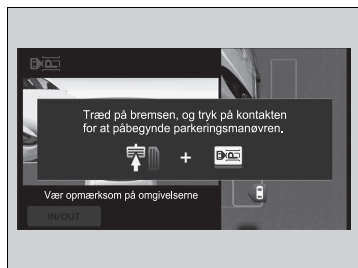 Træd på bremsen, og tryk på kontakten
for at påbegynde parkeringsmanøvren.
+
Vær opmærksom på omgivelserne
IN/OUT